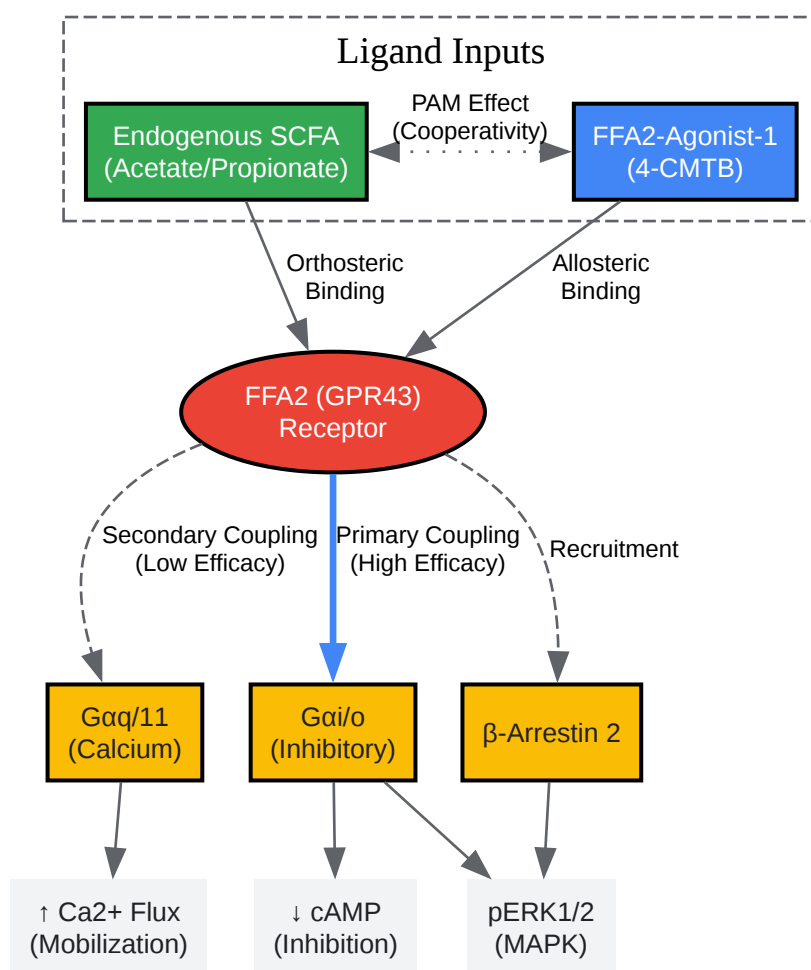 Ligand Inputs
PAM Effect
(Cooperativity)
Endogenous SCFA
(Acetate/Propionate)
FFA2-Agonist-1
(4-CMTB)
Orthosteric
Binding
Allosteric
Binding
FFA2 (GPR43)
Receptor
Secondary Coupling
(Low Efficacy)
Primary Coupling
(High Efficacy)
Recruitment
Gαq/11
(Calcium)
Gαi/o
(Inhibitory)
β-Arrestin 2
↑ Ca2+ Flux
(Mobilization)
↓ cAMP
(Inhibition)
pERK1/2
(MAPK)